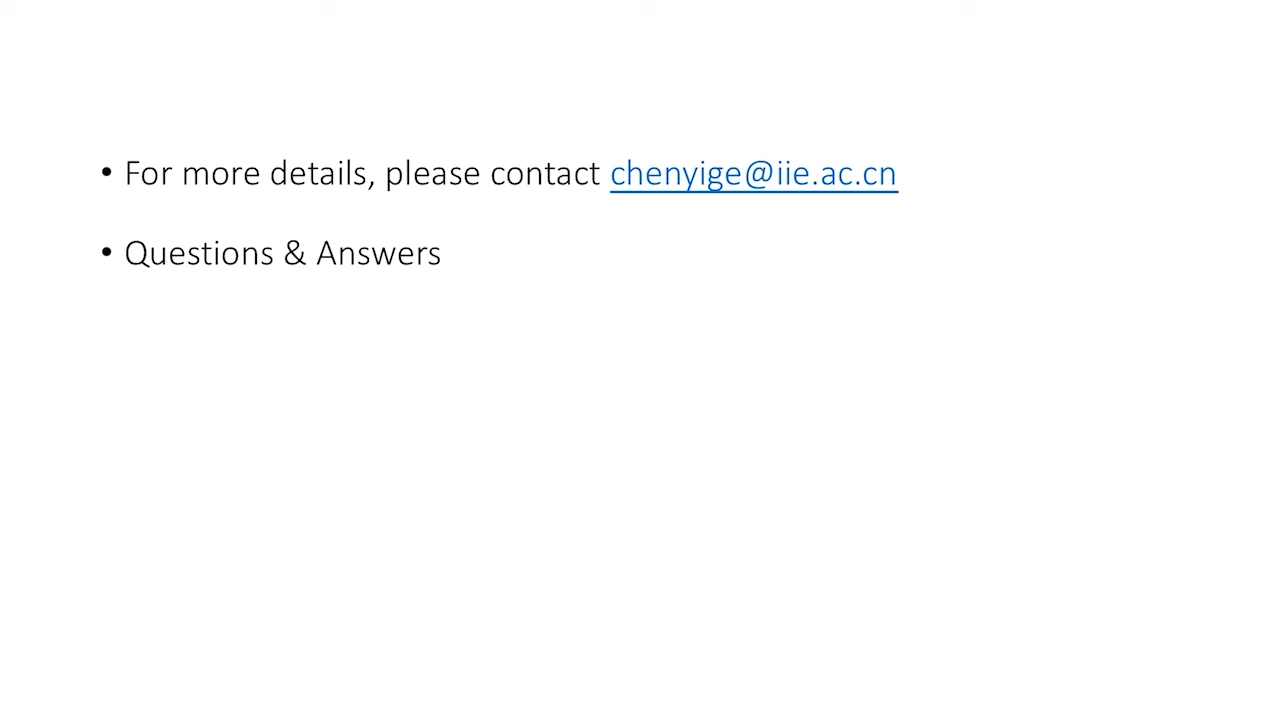 • For more details, please contact chenyige@iie.ac.cn
• Questions & Answers